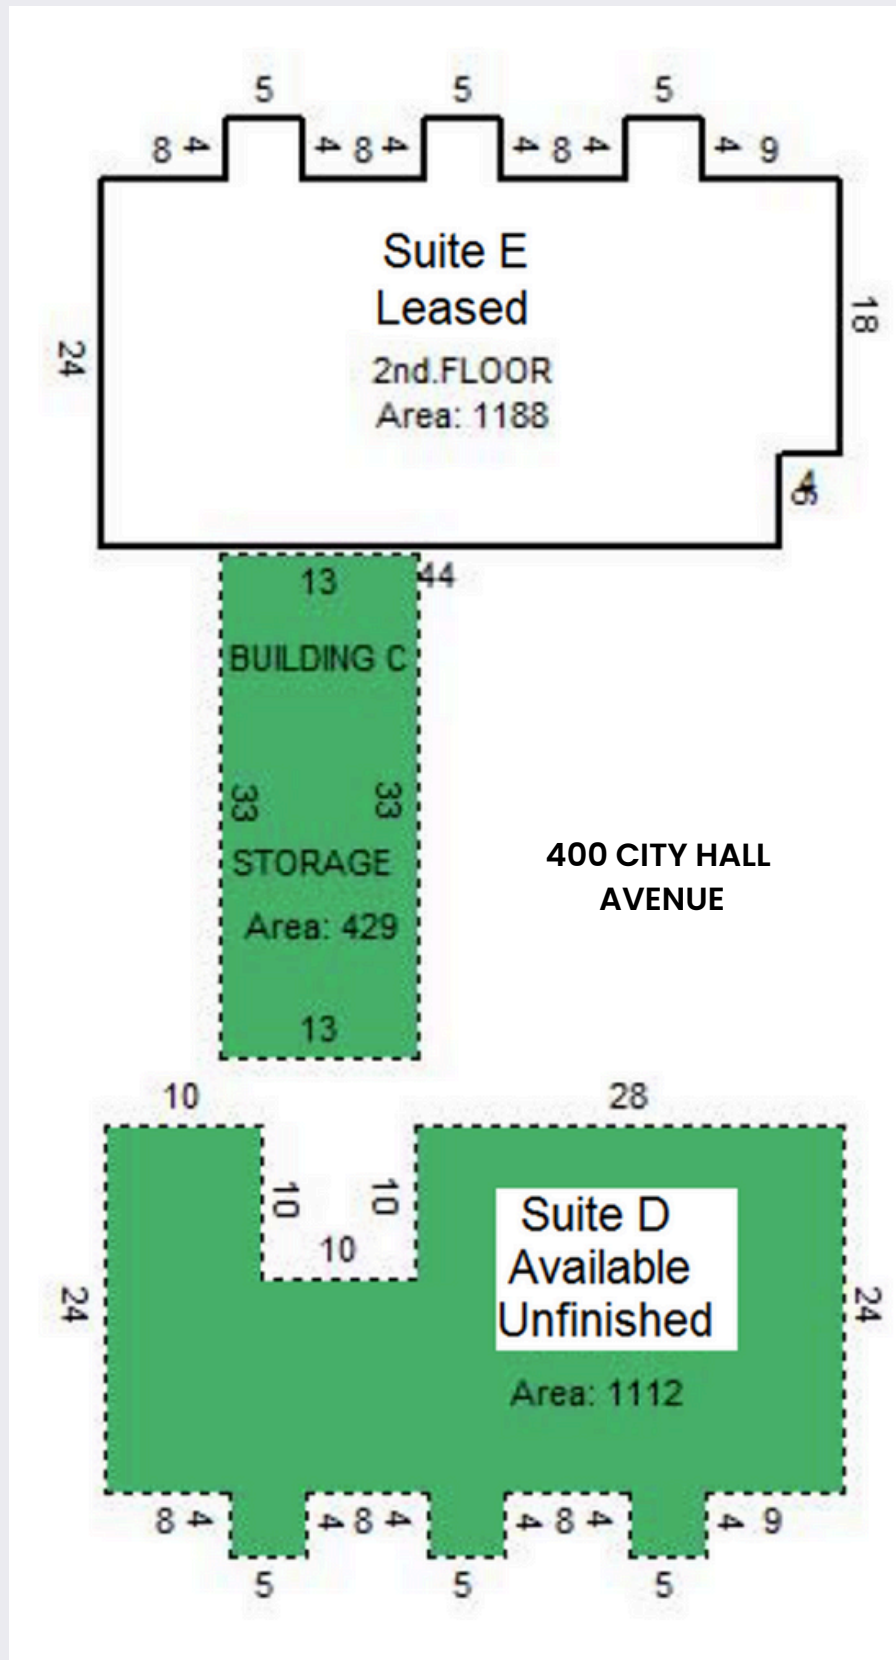 5 5 5
8 4 4 8 4 4 8 4 4 9
Suite E
Leased
24
18
2nd.FLOOR
Area: 1188
4
6
13
44
BUILDING C
33 33
STORAGE
Area: 429
13
400 CITY HALL
AVENUE
10 28
10 10
10
Suite D
Available
Unfinished
24 24
Area: 1112
8 4 4 8 4 4 8 4 4 9
5 5 5